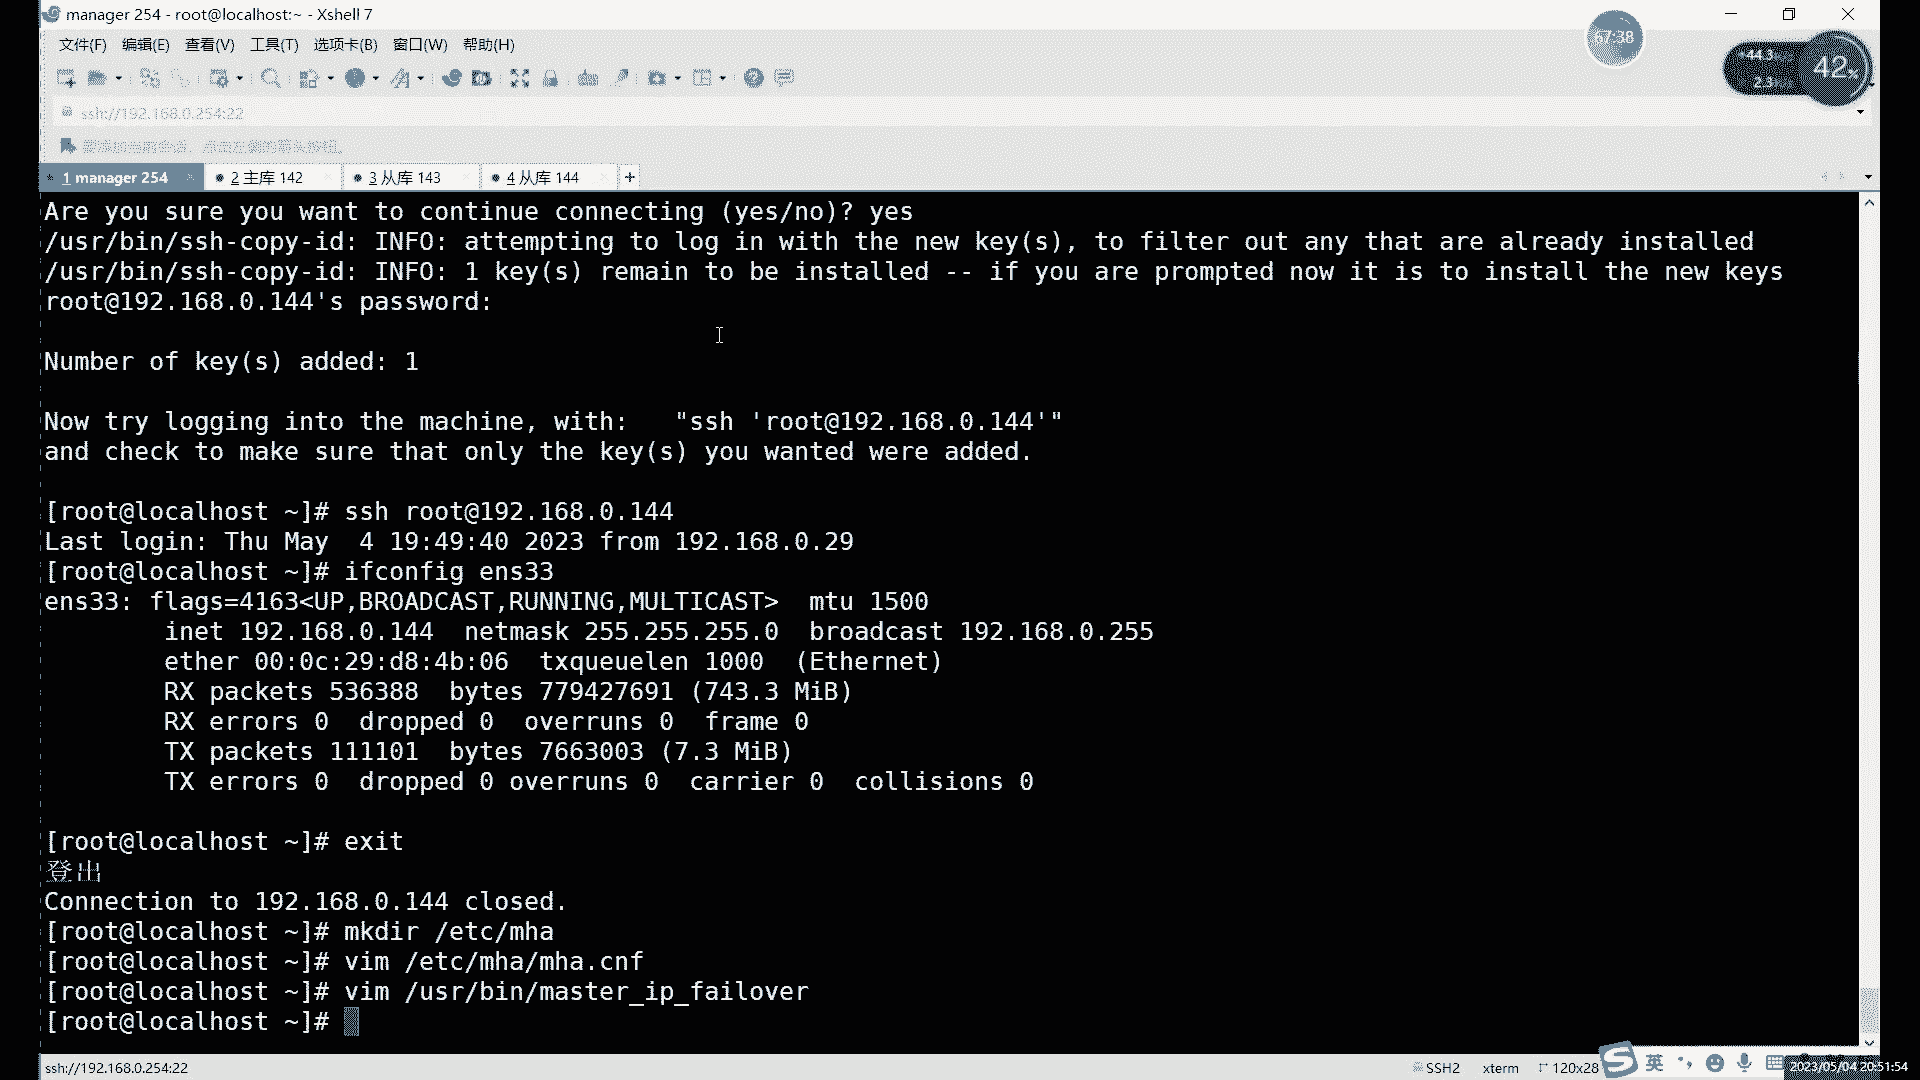 manager 254 - root@localhost:~ - Xshell 7
文件(F) 编辑(E) 查看(V) 工具(T) 选项卡(B) 窗口(W) 帮助(H)
67:38
44.3
2.3
42%
ssh://192.168.0.254:22
1 manager 254 2 主库 142 3 从库 143 4 从库 144 +
Are you sure you want to continue connecting (yes/no)? yes
/usr/bin/ssh-copy-id: INFO: attempting to log in with the new key(s), to filter out any that are already installed
/usr/bin/ssh-copy-id: INFO: 1 key(s) remain to be installed -- if you are prompted now it is to install the new keys
root@192.168.0.144's password:
Number of key(s) added: 1
Now try logging into the machine, with:   "ssh 'root@192.168.0.144'"
and check to make sure that only the key(s) you wanted were added.
[root@localhost ~]# ssh root@192.168.0.144
Last login: Thu May  4 19:49:40 2023 from 192.168.0.29
[root@localhost ~]# ifconfig ens33
ens33: flags=4163<UP,BROADCAST,RUNNING,MULTICAST>  mtu 1500
inet 192.168.0.144  netmask 255.255.255.0  broadcast 192.168.0.255
ether 00:0c:29:d8:4b:06  txqueuelen 1000  (Ethernet)
RX packets 536388  bytes 779427691 (743.3 MiB)
RX errors 0  dropped 0  overruns 0  frame 0
TX packets 111101  bytes 7663003 (7.3 MiB)
TX errors 0  dropped 0 overruns 0  carrier 0  collisions 0
[root@localhost ~]# exit
登出
Connection to 192.168.0.144 closed.
[root@localhost ~]# mkdir /etc/mha
[root@localhost ~]# vim /etc/mha/mha.cnf
[root@localhost ~]# vim /usr/bin/master_ip_failover
[root@localhost ~]#
ssh://192.168.0.254:22 SSH2 xterm 120x28 英 2023/05/04 20:51:54